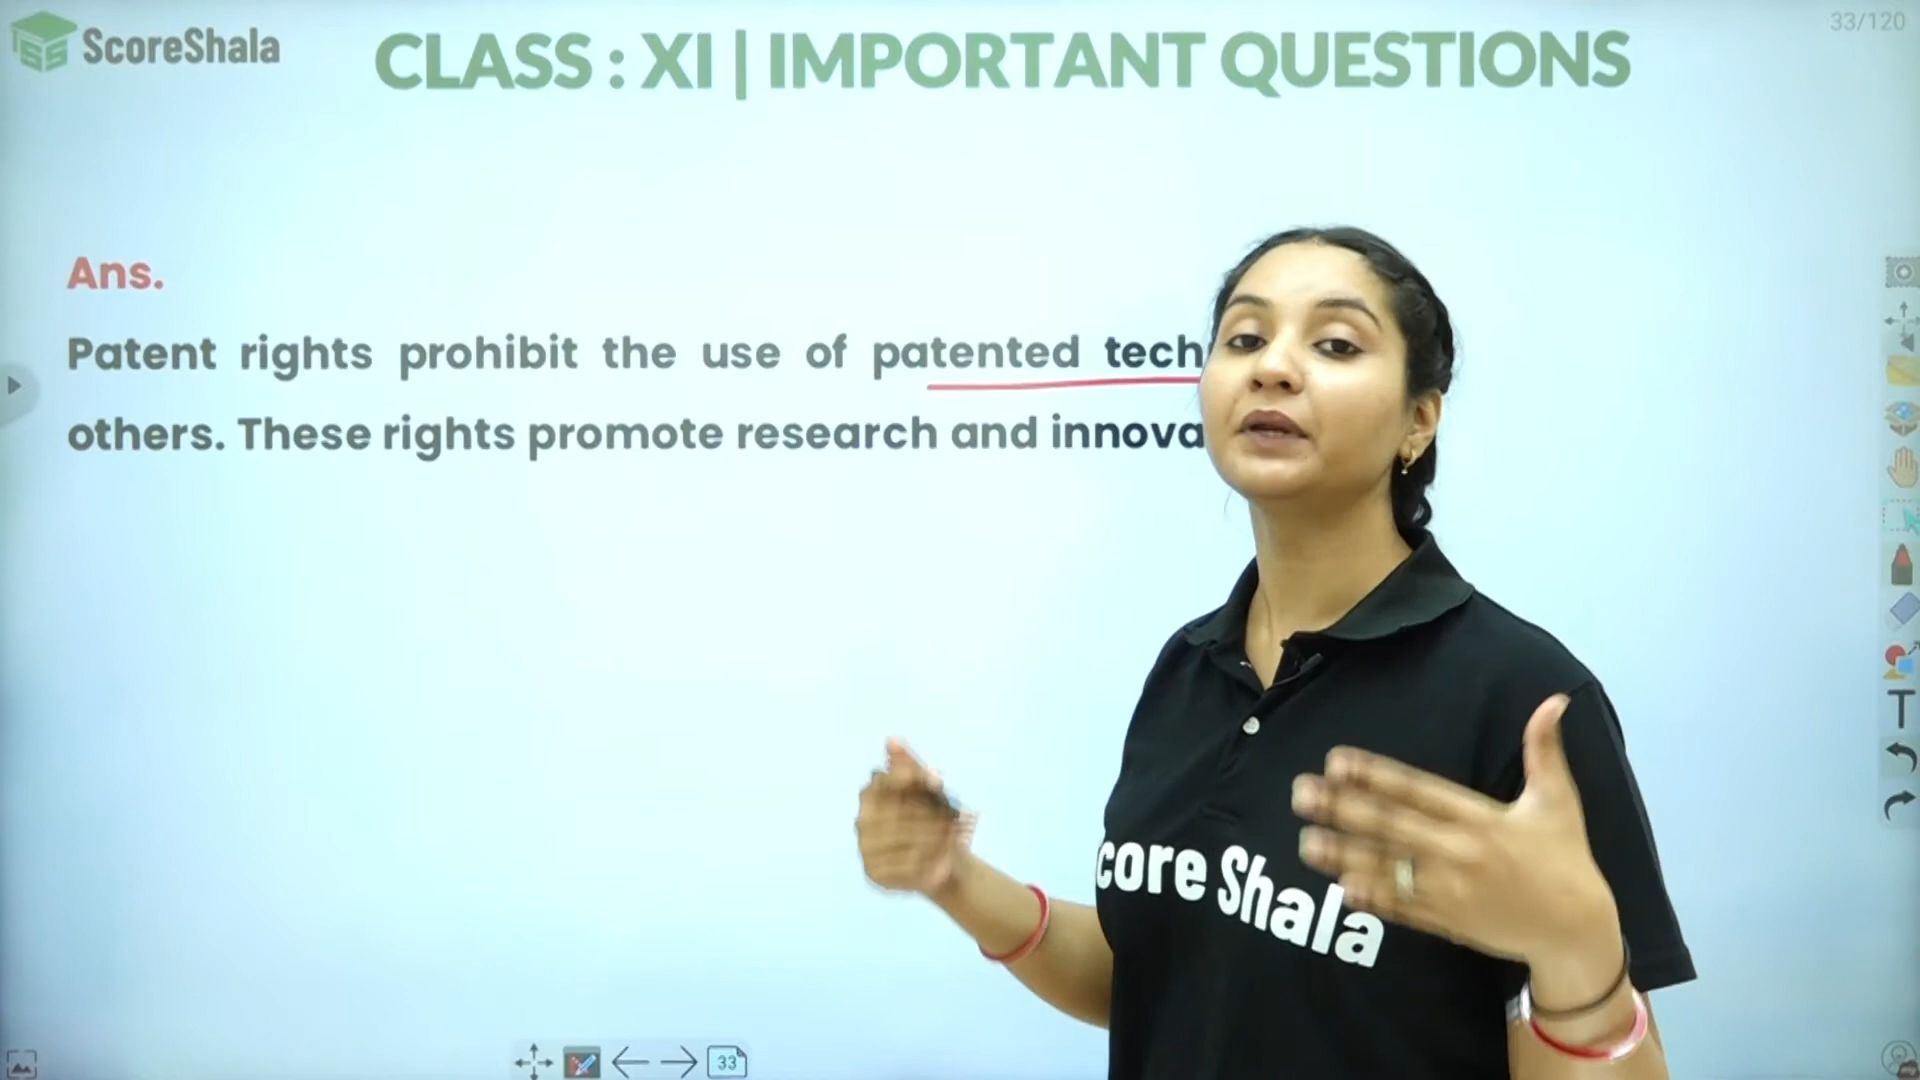 ScoreShala
CLASS : XI | IMPORTANT QUESTIONS
33/120
Ans.
Patent rights prohibit the use of patented tech
others. These rights promote research and innova
core Shala
T
33